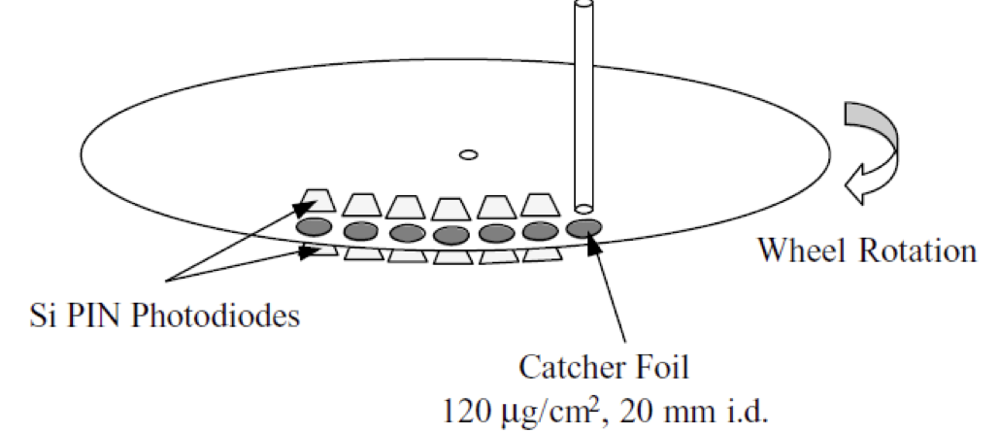 Wheel Rotation
Si PIN Photodiodes
Catcher Foil
120 μg/cm², 20 mm i.d.